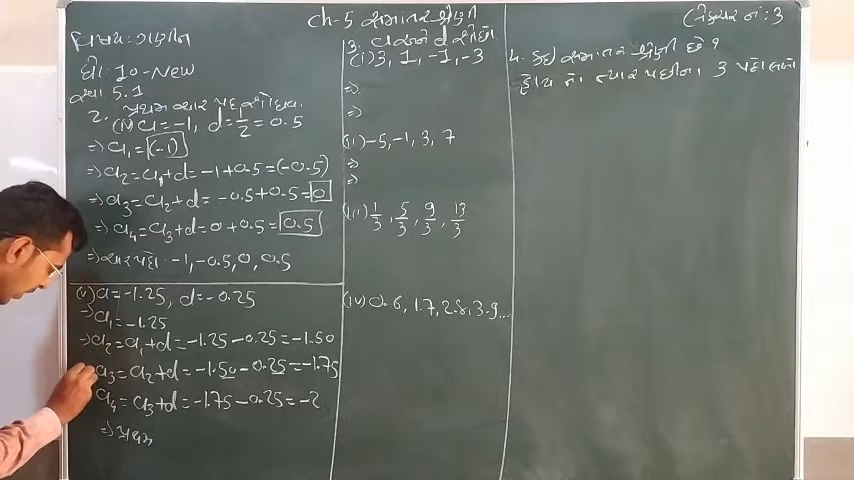 Ch-5 સમાંતર શ્રેણી
લેક્ચર નં: 3
વિષય: ગણીત
ધો: 10-New
સ્વા 5.1
2. પ્રથમ ચાર પદ શોધો.
(iv) a=-1, d=1/2=0.5
⇒a₁=(-1)
⇒a₂=a₁+d=-1+0.5=(-0.5)
⇒a₃=a₂+d=-0.5+0.5=0
⇒a₄=a₃+d=0+0.5=0.5
⇒ચાર પદો: -1,-0.5,0,0.5
(v) a=-1.25, d=-0.25
⇒a₁=-1.25
⇒a₂=a₁+d=-1.25-0.25=-1.50
a₃=a₂+d=-1.50-0.25=-1.75
a₄=a₃+d=-1.75-0.25=-2
⇒પ્રથમ
3. a અને d શોધો
(i) 3, 1, -1, -3
⇒
⇒
(ii) -5, -1, 3, 7
⇒
⇒
(iii) 1/3, 5/3, 9/3, 13/3
(iv) 0.6, 1.7, 2.8, 3.9...
4. કઈ સમાંતર શ્રેણી છે?
હોય તો ત્યાર પછીના 3 પદો લખો